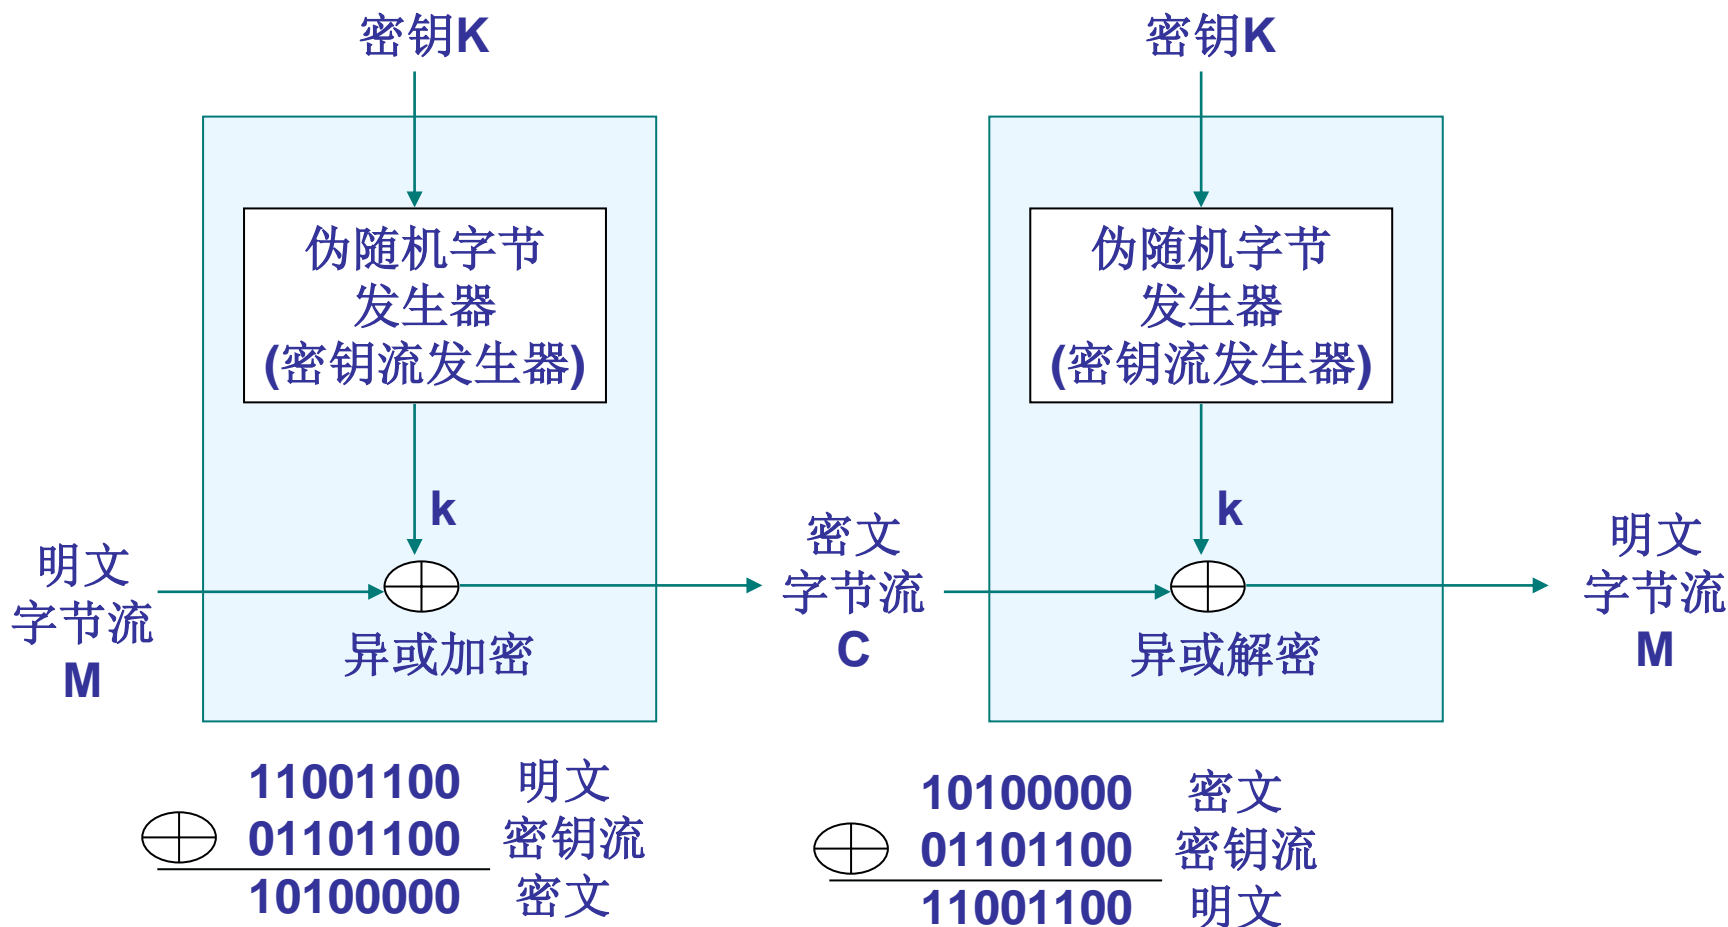 密钥K
密钥K
伪随机字节
发生器
(密钥流发生器)
伪随机字节
发生器
(密钥流发生器)
k
k
明文
字节流
M
异或加密
密文
字节流
C
异或解密
明文
字节流
M
11001100 明文
01101100 密钥流
10100000 密文
10100000 密文
01101100 密钥流
11001100 明文